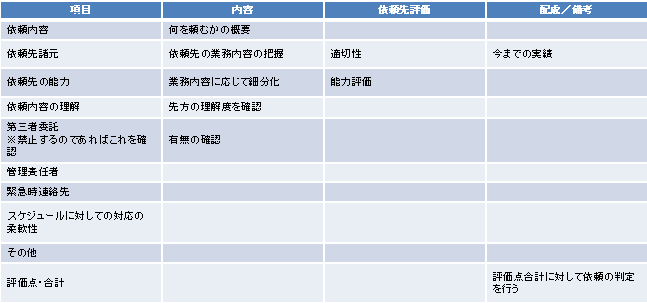 項目 内容 依頼先評価 配慮／備考
依頼内容 何を頼むかの概要
依頼先諸元 依頼先の業務内容の把握 適切性 今までの実績
依頼先の能力 業務内容に応じて細分化 能力評価
依頼内容の理解 先方の理解度を確認
第三者委託
※禁止するのであればこれを確
認
有無の確認
管理責任者
緊急時連絡先
スケジュールに対しての対応の
柔軟性
その他
評価点・合計
評価点合計に対して依頼の判定
を行う